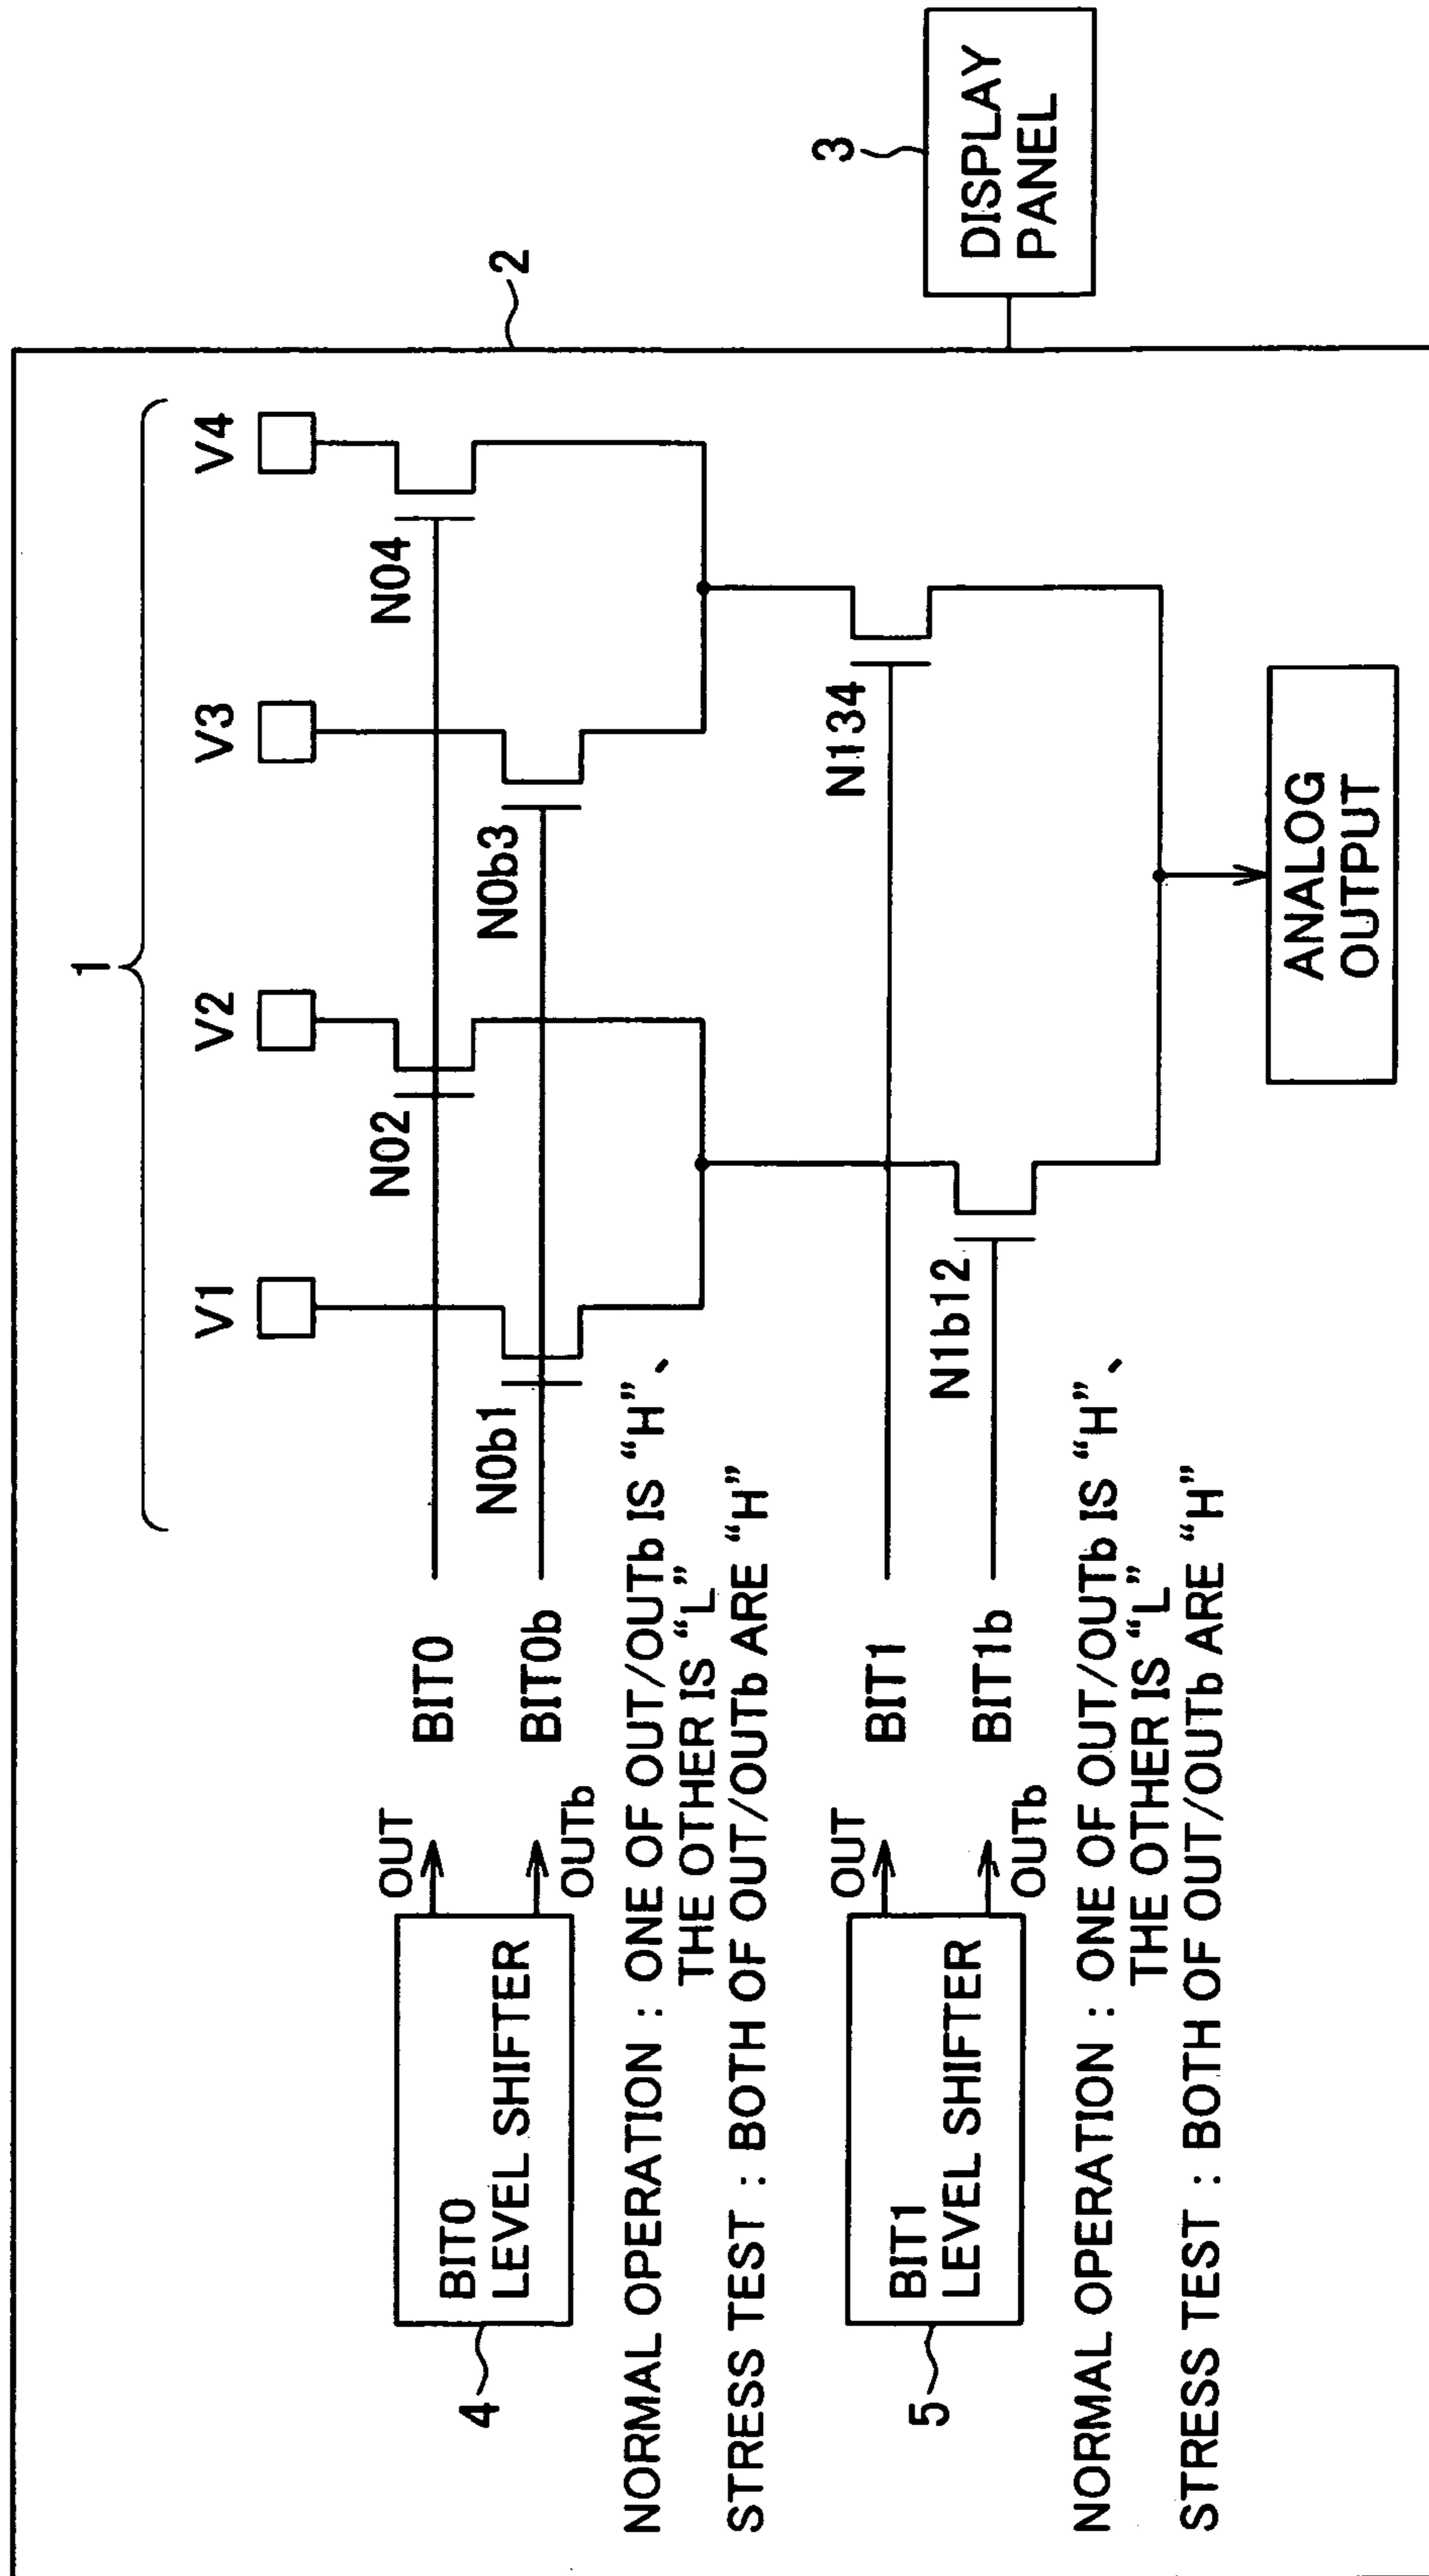 1
V1
V2
V3
V4
2
3
DISPLAY
PANEL
4
BIT0
LEVEL SHIFTER
OUT
OUTb
BIT0
BIT0b
N0b1
N02
N0b3
N04
NORMAL OPERATION : ONE OF OUT/OUTb IS “H”、
THE OTHER IS “L”
STRESS TEST : BOTH OF OUT/OUTb ARE “H”
5
BIT1
LEVEL SHIFTER
OUT
OUTb
BIT1
BIT1b
N1b12
N134
NORMAL OPERATION : ONE OF OUT/OUTb IS “H”、
THE OTHER IS “L”
STRESS TEST : BOTH OF OUT/OUTb ARE “H”
ANALOG
OUTPUT